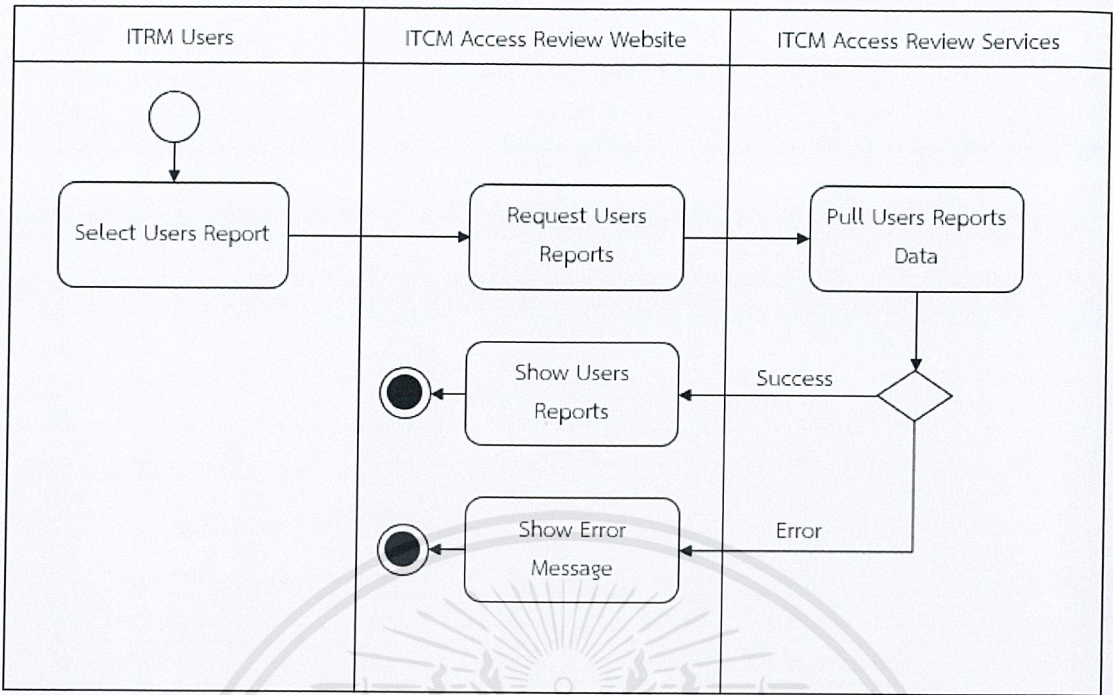 ITRM Users
ITCM Access Review Website
ITCM Access Review Services
Select Users Report
Request Users
Reports
Pull Users Reports
Data
Show Users
Reports
Success
Show Error
Message
Error